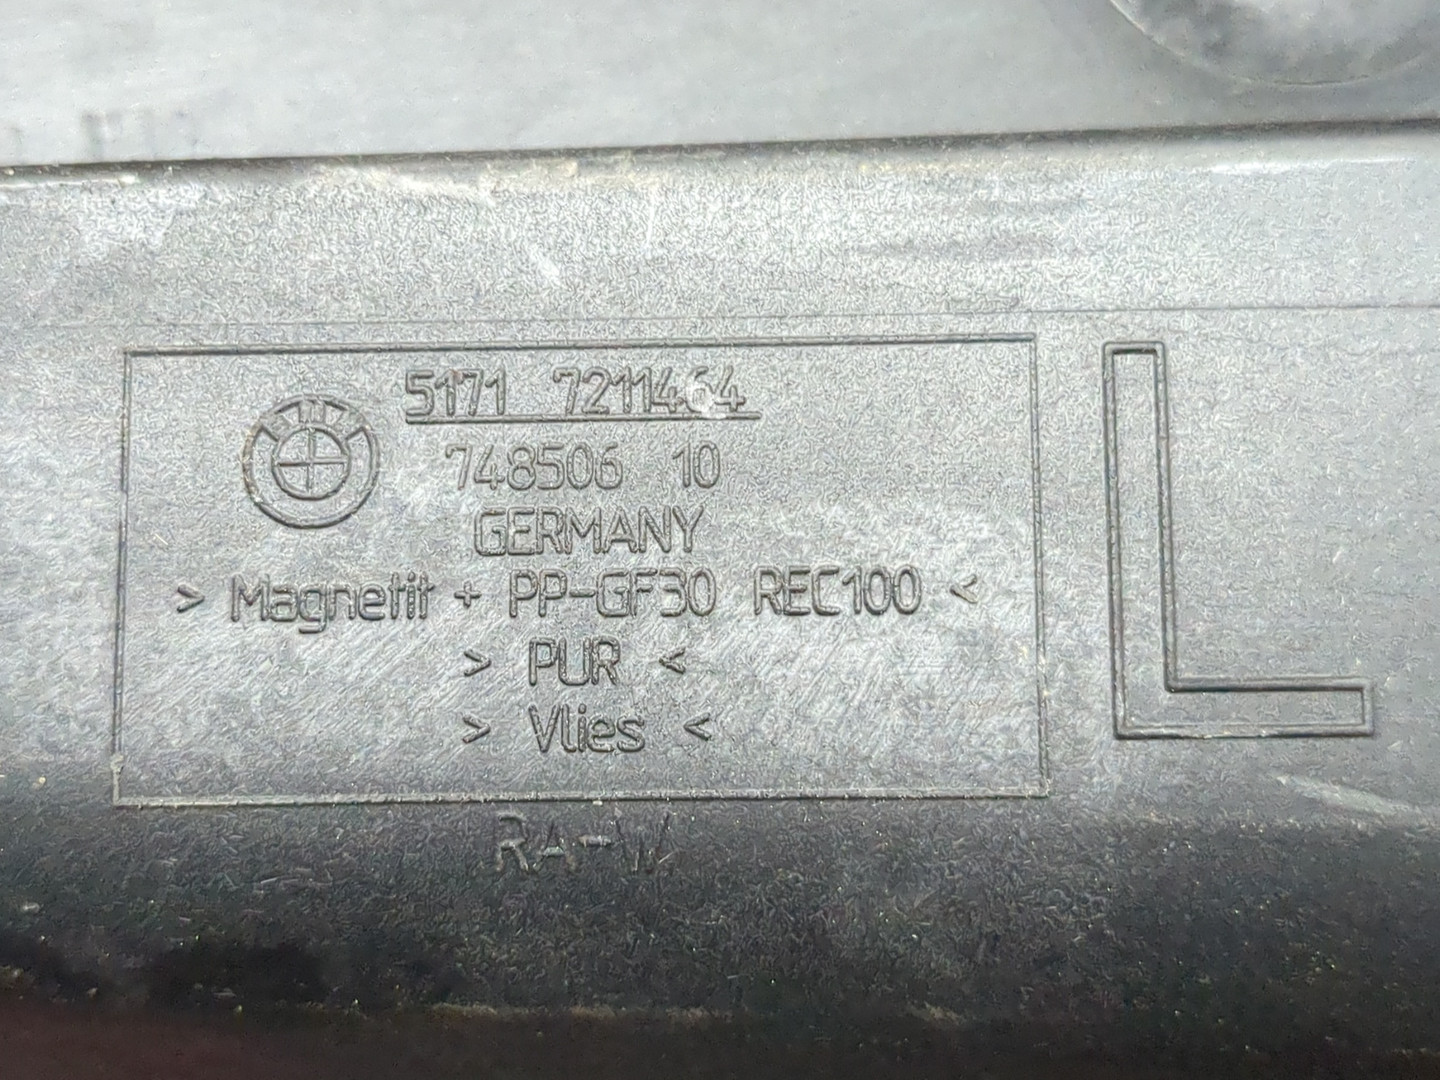 5171 7211464
748506 10
GERMANY
> Magnetit + PP-GF30 REC100 <
> PUR <
> Vlies <
L
RA-W